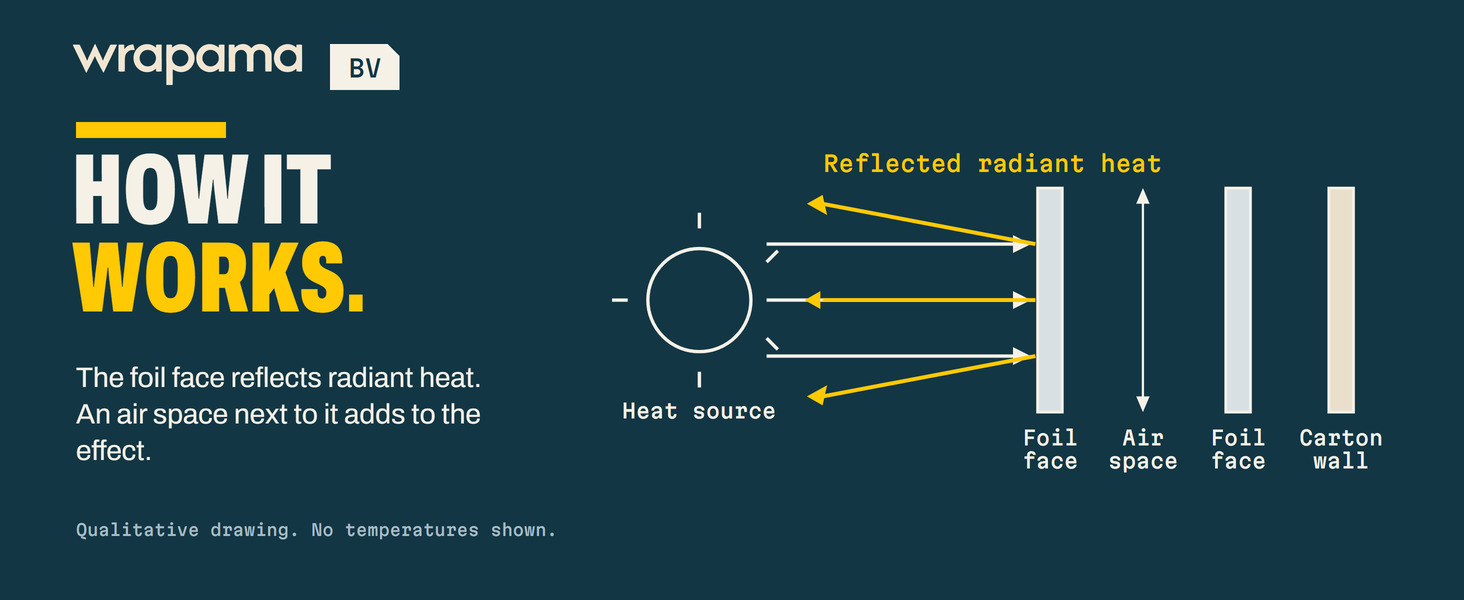 wrapama
BV
HOW IT
WORKS.
The foil face reflects radiant heat.
An air space next to it adds to the
effect.
Qualitative drawing. No temperatures shown.
Reflected radiant heat
Heat source
Foil
face
Air
space
Foil
face
Carton
wall